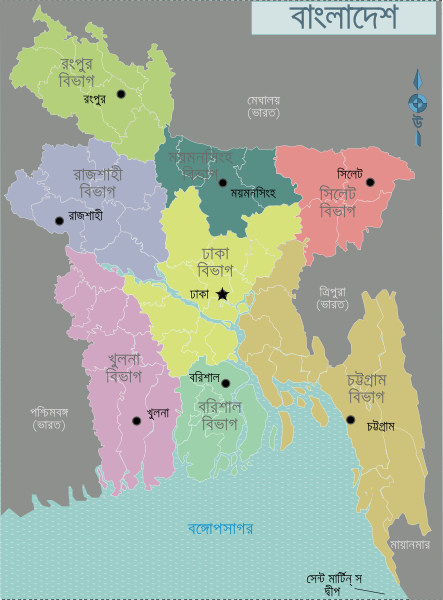 বাংলাদেশ
রংপুর
বিভাগ
রংপুর
মেঘালয়
(ভারত)
উ
ময়মনসিংহ
বিভাগ
ময়মনসিংহ
সিলেট
সিলেট
বিভাগ
রাজশাহী
বিভাগ
রাজশাহী
ঢাকা
বিভাগ
ঢাকা
ত্রিপুরা
(ভারত)
খুলনা
বিভাগ
খুলনা
বরিশাল
বরিশাল
বিভাগ
চট্টগ্রাম
বিভাগ
চট্টগ্রাম
পশ্চিমবঙ্গ
(ভারত)
বঙ্গোপসাগর
মায়ানমার
সেন্ট মার্টিন্ স
দ্বীপ